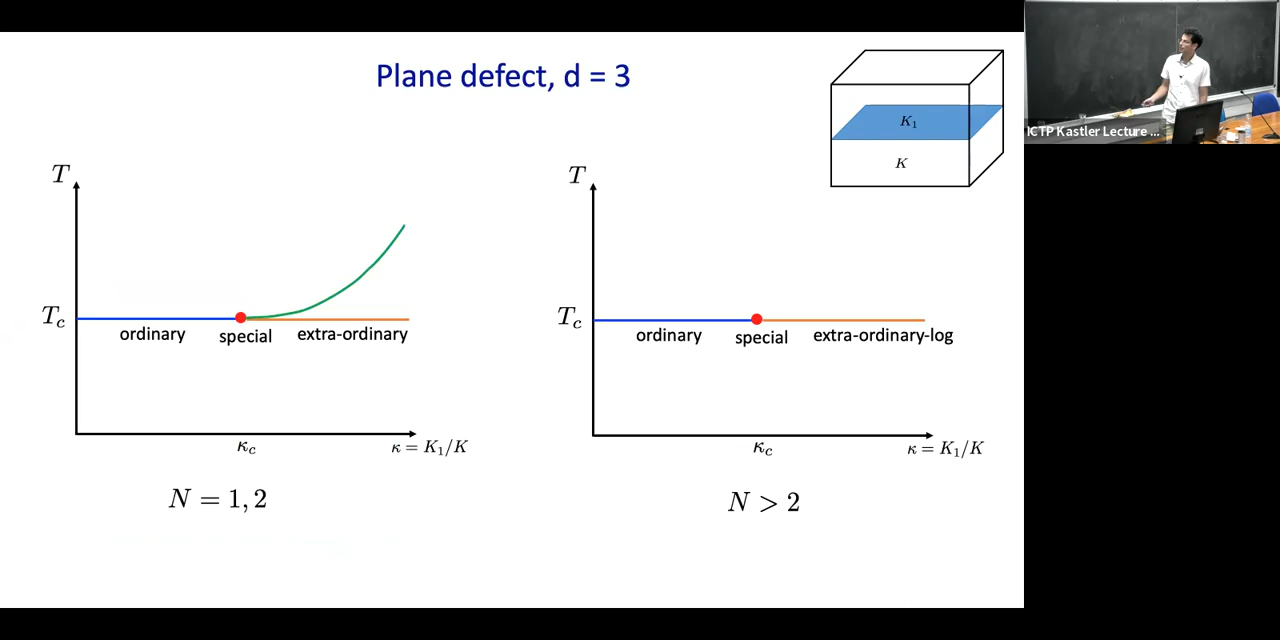 Plane defect, d = 3
K₁
K
ICTP Kastler Lecture ...
T
T_c
ordinary
special
extra-ordinary
κ_c
κ = K₁/K
N = 1, 2
T
T_c
ordinary
special
extra-ordinary-log
κ_c
κ = K₁/K
N > 2